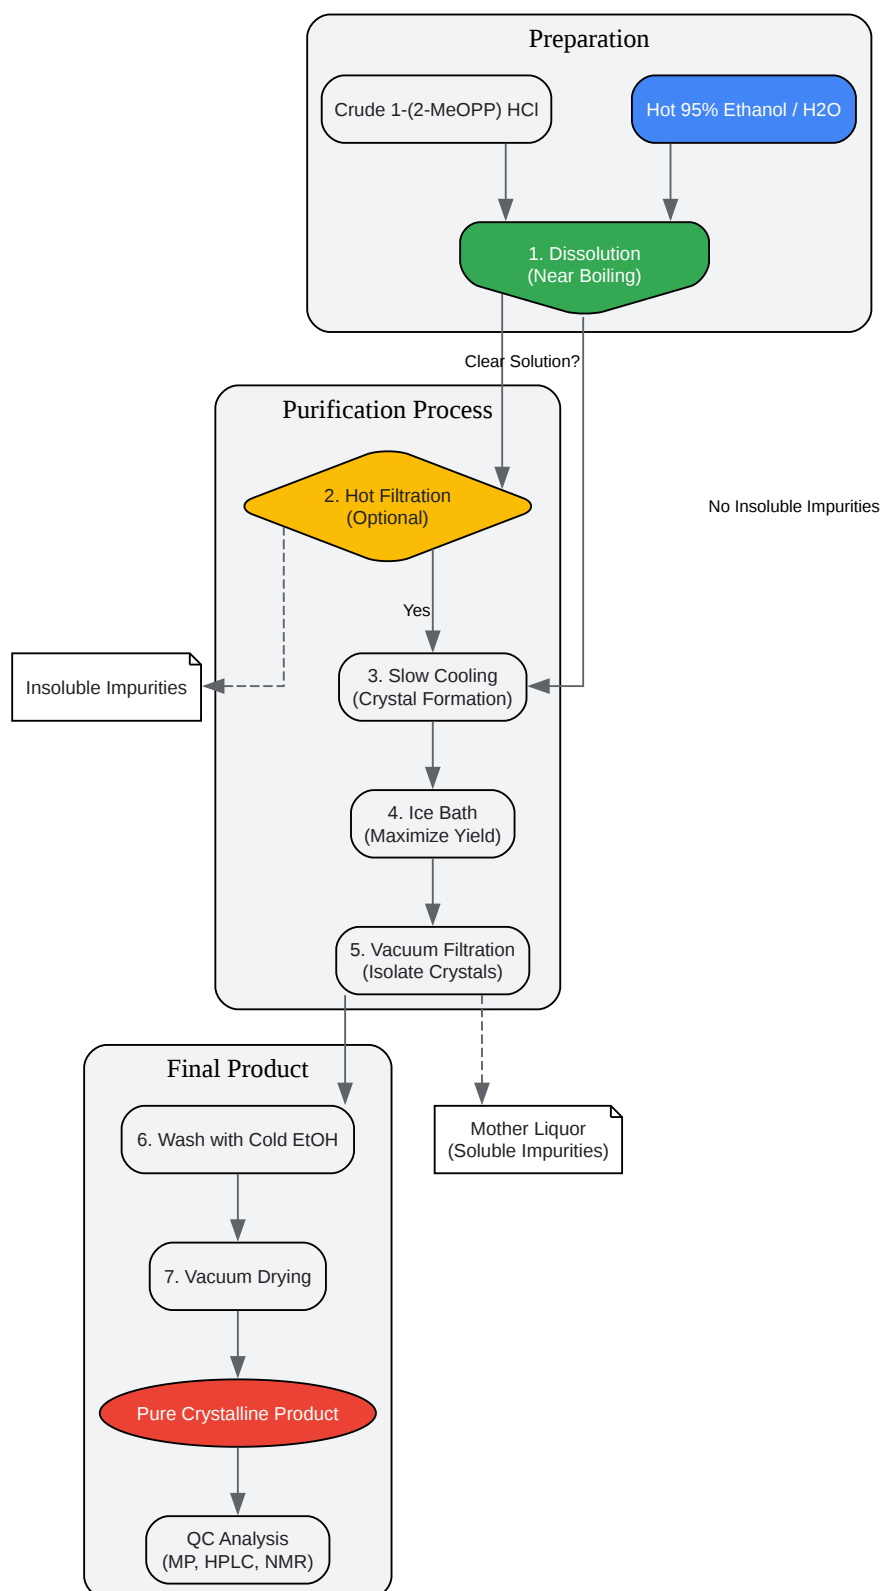 Preparation
Crude 1-(2-MeOPP) HCl
Hot 95% Ethanol / H2O
1. Dissolution
(Near Boiling)
Clear Solution?
Purification Process
2. Hot Filtration
(Optional)
No Insoluble Impurities
Yes
Insoluble Impurities
3. Slow Cooling
(Crystal Formation)
4. Ice Bath
(Maximize Yield)
5. Vacuum Filtration
(Isolate Crystals)
Final Product
6. Wash with Cold EtOH
Mother Liquor
(Soluble Impurities)
7. Vacuum Drying
Pure Crystalline Product
QC Analysis
(MP, HPLC, NMR)